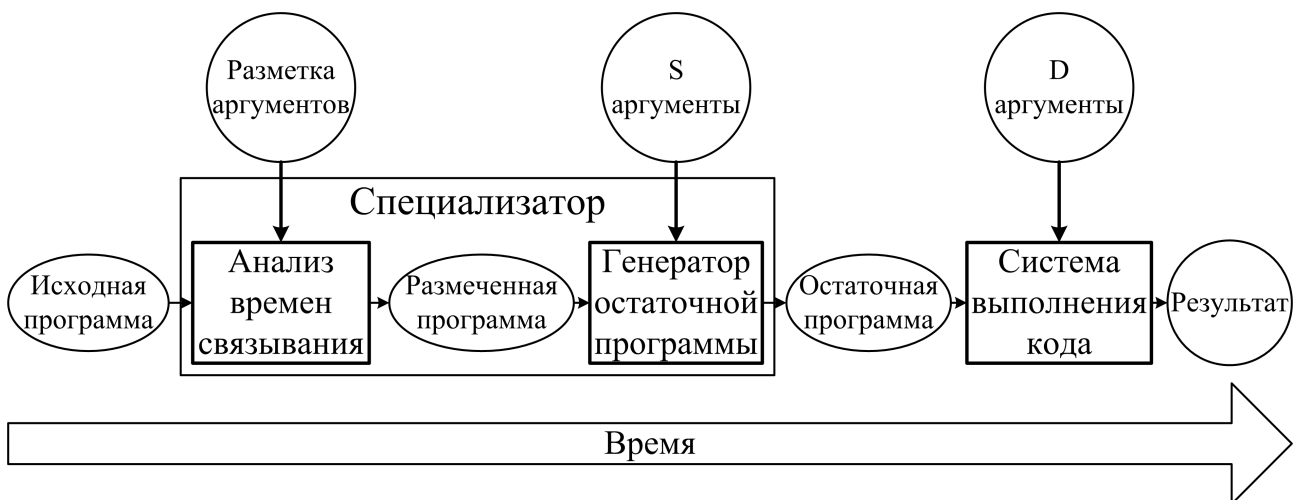 Разметка
аргументов
S
аргументы
D
аргументы
Специализатор
Исходная
программа
Анализ
времен
связывания
Размеченная
программа
Генератор
остаточной
программы
Остаточная
программа
Система
выполнения
кода
Результат
Время